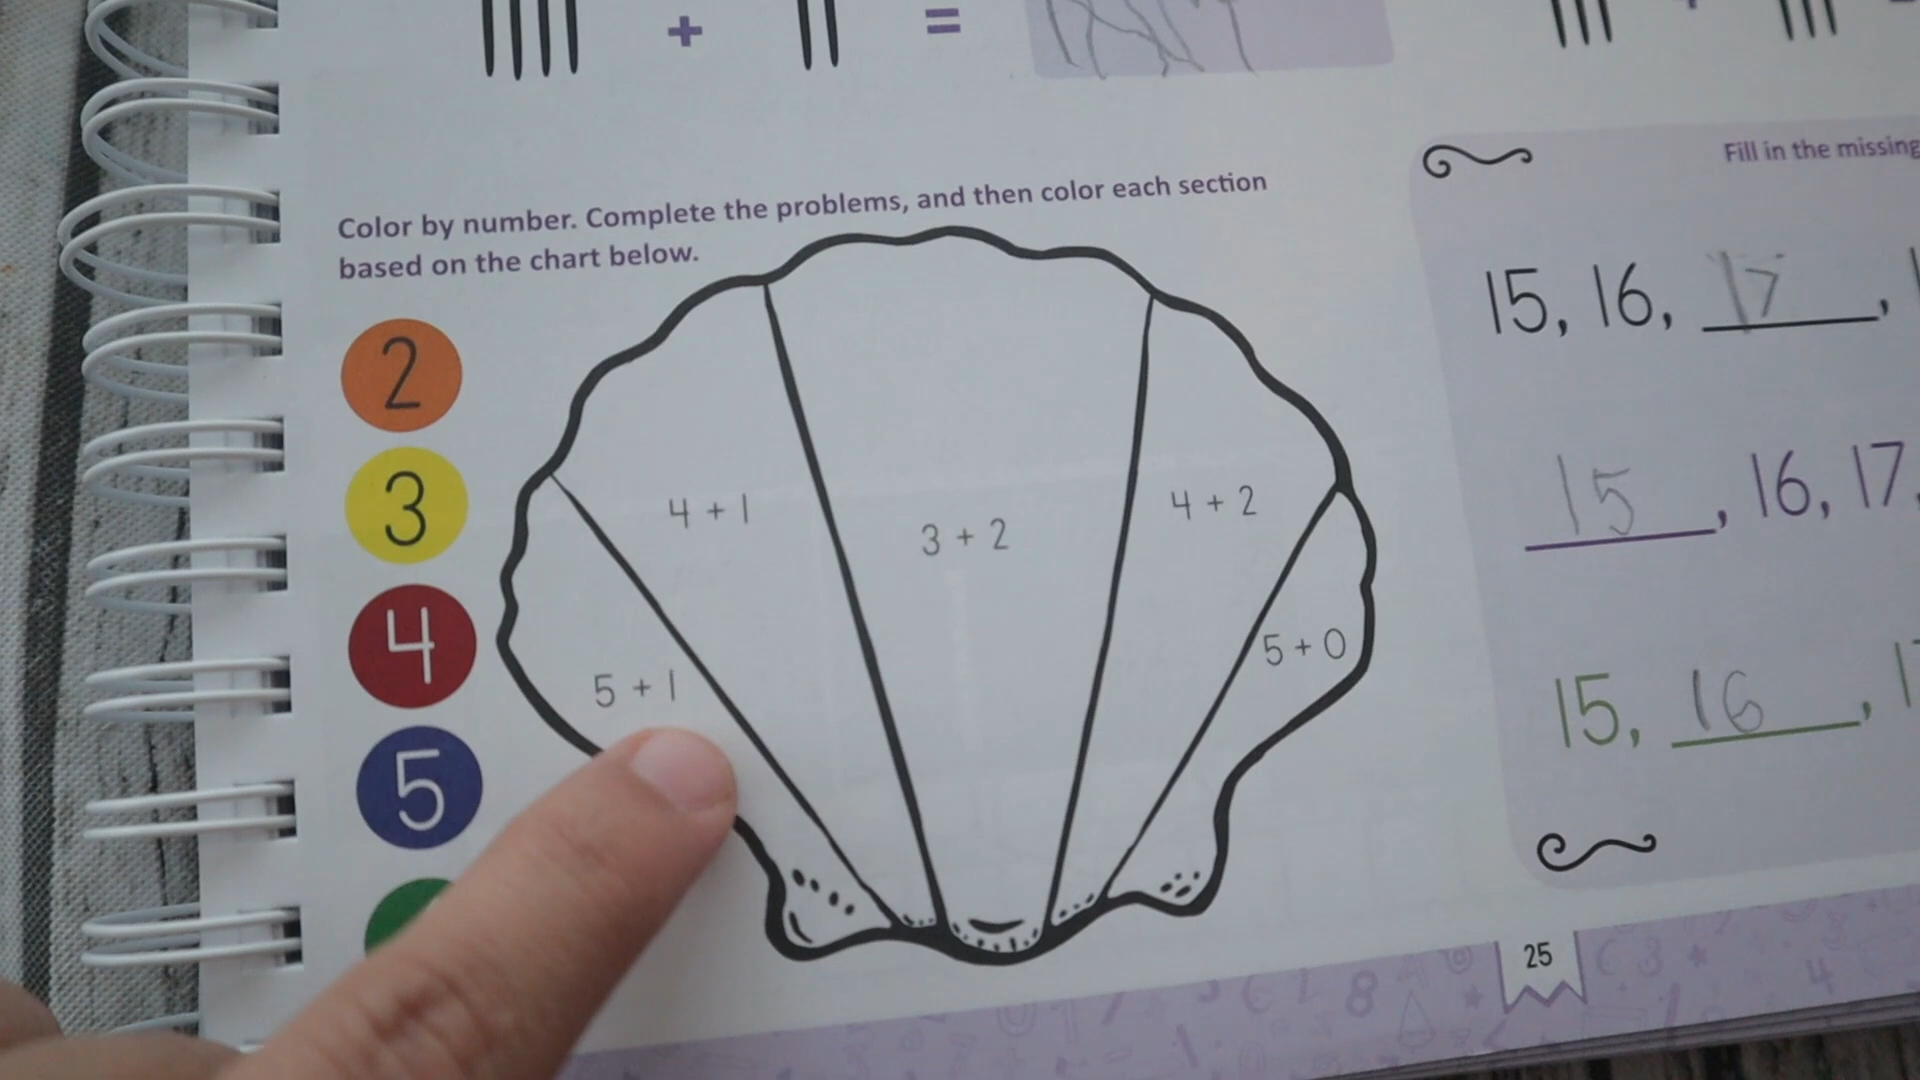 + =
Color by number. Complete the problems, and then color each section
based on the chart below.
2
3
4
5
4 + 1
3 + 2
4 + 2
5 + 1
5 + 0
Fill in the missing
15, 16, 17,
15, 16, 17,
15, 16,
25